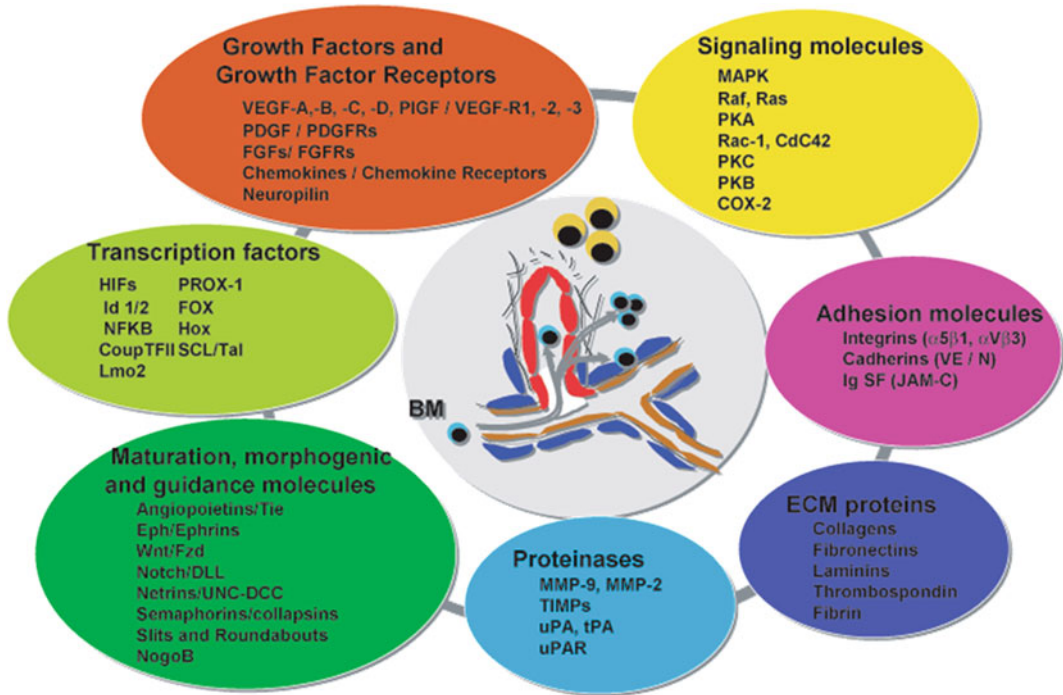 Growth Factors and
Growth Factor Receptors
VEGF-A,-B, -C, -D, PlGF / VEGF-R1, -2, -3
PDGF / PDGFRs
FGFs/ FGFRs
Chemokines / Chemokine Receptors
Neuropilin
Signaling molecules
MAPK
Raf, Ras
PKA
Rac-1, CdC42
PKC
PKB
COX-2
Transcription factors
HIFs PROX-1
Id 1/2 FOX
NFKB Hox
CoupTFII SCL/Tal
Lmo2
Adhesion molecules
Integrins (α5β1, αVβ3)
Cadherins (VE / N)
Ig SF (JAM-C)
BM
Maturation, morphogenic
and guidance molecules
Angiopoietins/Tie
Eph/Ephrins
Wnt/Fzd
Notch/DLL
Netrins/UNC-DCC
Semaphorins/collapsins
Slits and Roundabouts
NogoB
Proteinases
MMP-9, MMP-2
TIMPs
uPA, tPA
uPAR
ECM proteins
Collagens
Fibronectins
Laminins
Thrombospondin
Fibrin